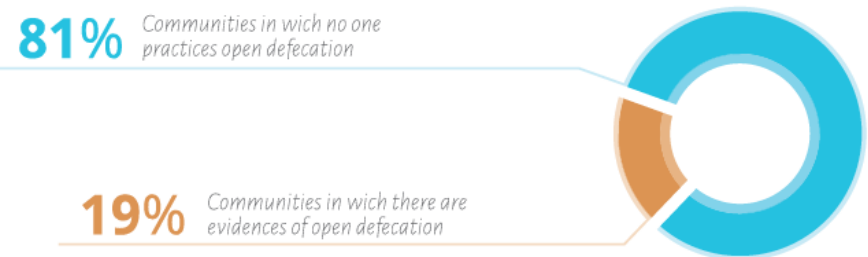 81% Communities in wich no one
practices open defecation
19% Communities in wich there are
evidences of open defecation